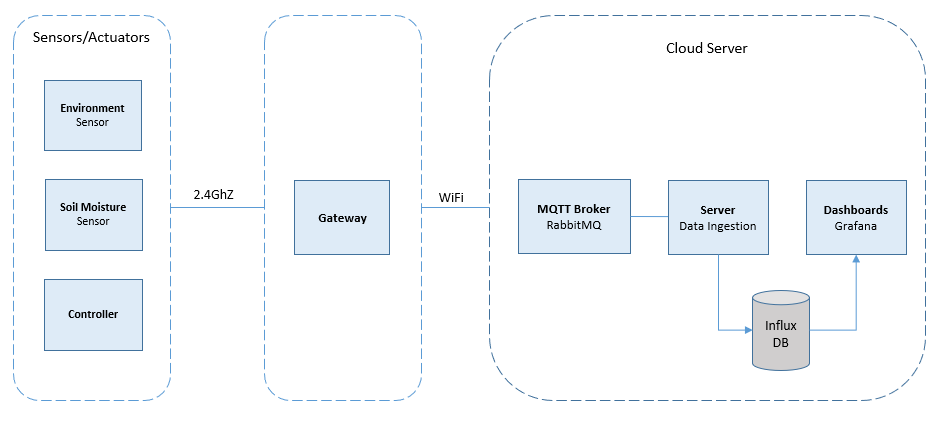 Sensors/Actuators
Environment
Sensor
Soil Moisture
Sensor
Controller
2.4GhZ
Gateway
WiFi
Cloud Server
MQTT Broker
RabbitMQ
Server
Data Ingestion
Dashboards
Grafana
Influx
DB